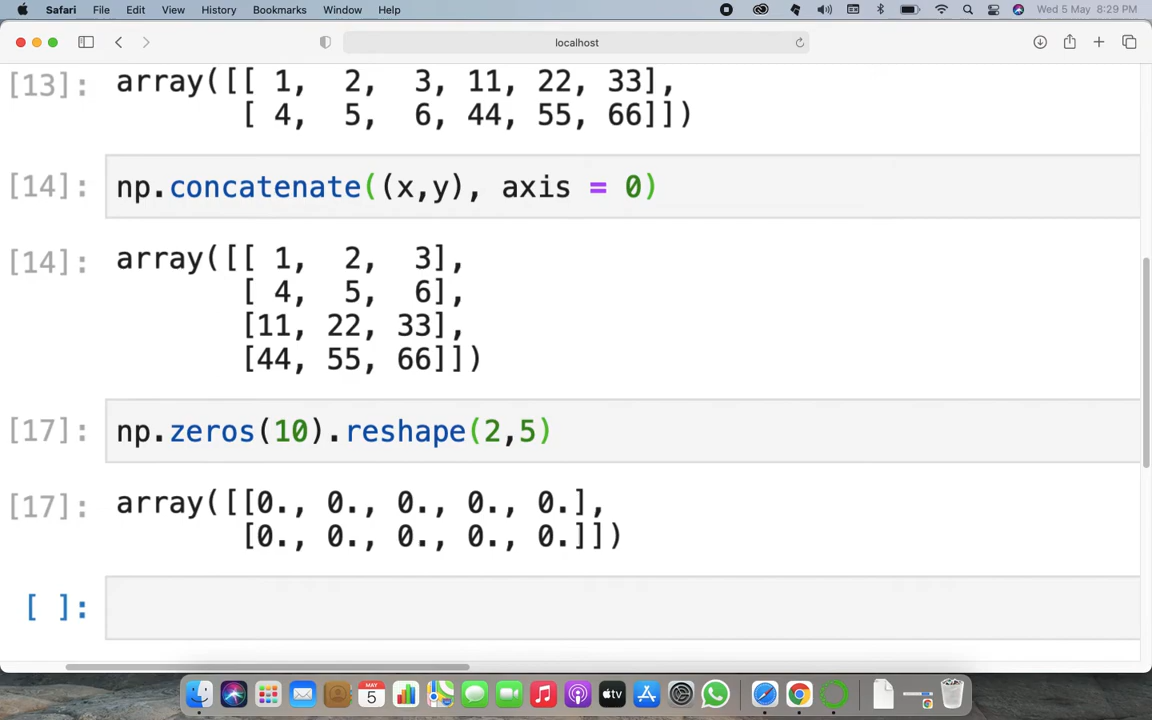 Safari File Edit View History Bookmarks Window Help Wed 5 May 8:29 PM
localhost
[13]: array([[ 1, 2, 3, 11, 22, 33],
[ 4, 5, 6, 44, 55, 66]])
[14]: np.concatenate((x,y), axis = 0)
[14]: array([[ 1, 2, 3],
[ 4, 5, 6],
[11, 22, 33],
[44, 55, 66]])
[17]: np.zeros(10).reshape(2,5)
[17]: array([[0., 0., 0., 0., 0.],
[0., 0., 0., 0., 0.]])
[ ]:
MAY
5
tv